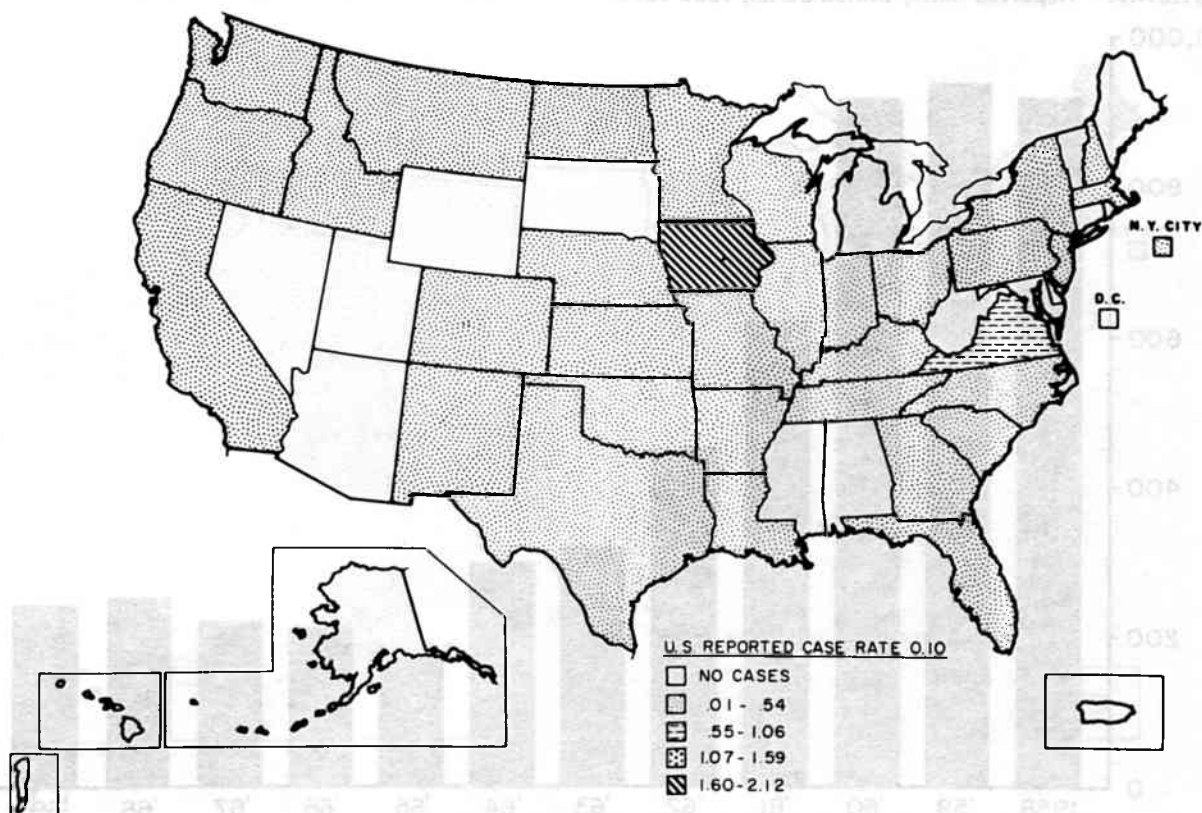 N.Y. CITY
D.C.
U.S. REPORTED CASE RATE 0.10
NO CASES
.01 - .54
.55 - 1.06
1.07 - 1.59
1.60 - 2.12